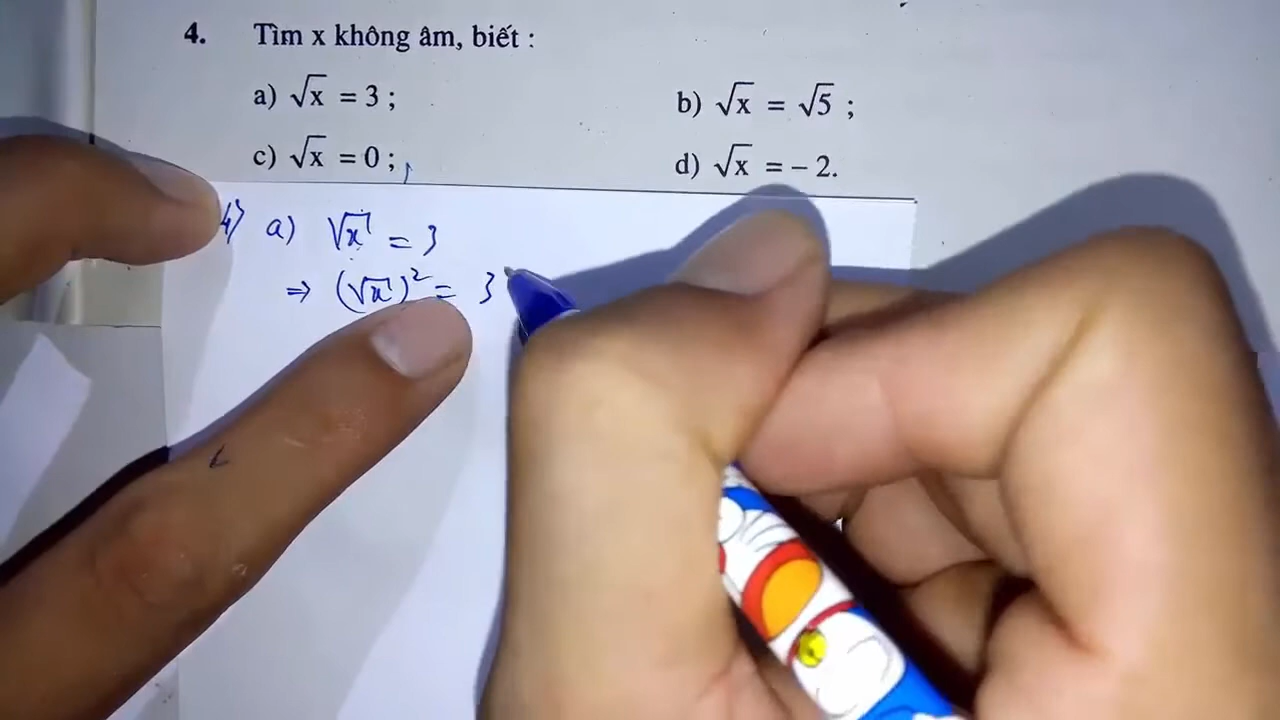 4. Tìm x không âm, biết :
a) √x = 3 ; b) √x = √5 ;
c) √x = 0 ; d) √x = – 2.
4) a) √x = 3
⇒ (√x)² = 3